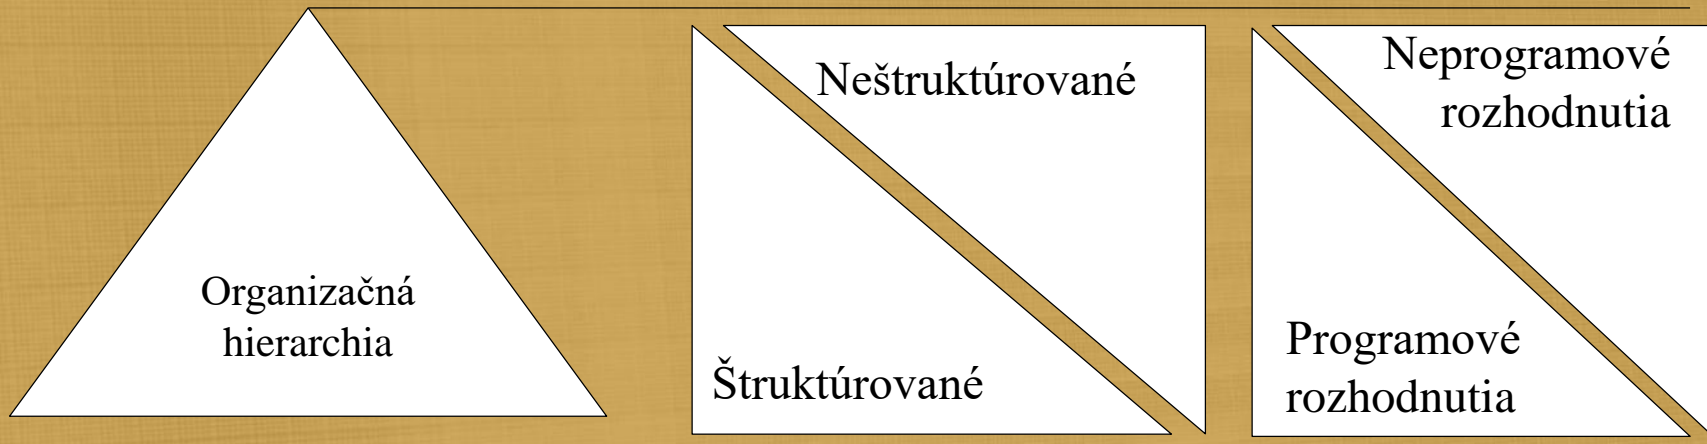 Organizačná
hierarchia
Neštruktúrované
Štruktúrované
Neprogramové
rozhodnutia
Programové
rozhodnutia